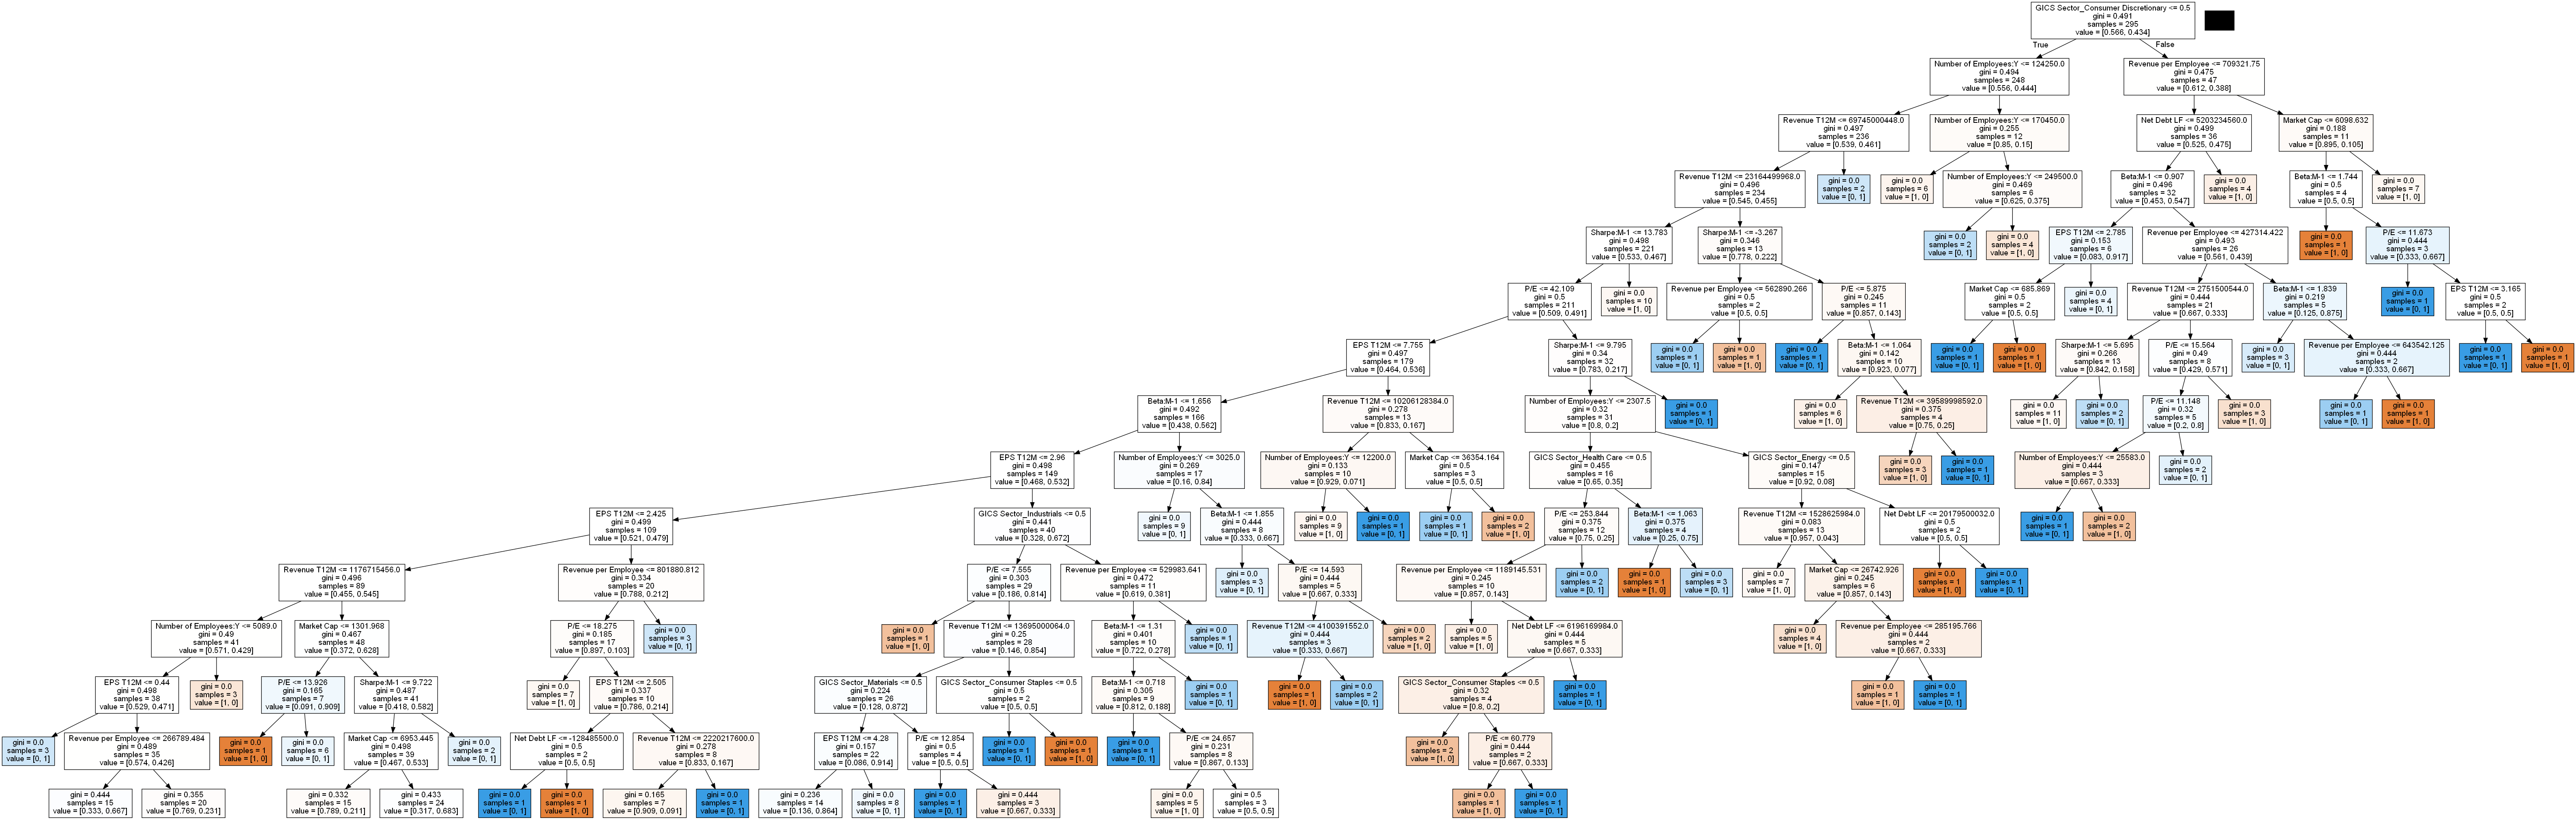 GICS Sector_Consumer Discretionary <= 0.5
gini = 0.491
samples = 295
value = [0.566, 0.434]
True
False
Number of Employees:Y <= 124250.0
gini = 0.494
samples = 248
value = [0.556, 0.444]
Revenue per Employee <= 709321.75
gini = 0.475
samples = 47
value = [0.612, 0.388]
Revenue T12M <= 69745000448.0
gini = 0.497
samples = 236
value = [0.539, 0.461]
Number of Employees:Y <= 170450.0
gini = 0.255
samples = 12
value = [0.85, 0.15]
Net Debt LF <= 5203234560.0
gini = 0.499
samples = 36
value = [0.525, 0.475]
Market Cap <= 6098.632
gini = 0.188
samples = 11
value = [0.895, 0.105]
Revenue T12M <= 23164499968.0
gini = 0.496
samples = 234
value = [0.545, 0.455]
gini = 0.0
samples = 2
value = [0, 1]
gini = 0.0
samples = 6
value = [1, 0]
Number of Employees:Y <= 249500.0
gini = 0.469
samples = 6
value = [0.625, 0.375]
Beta:M-1 <= 0.907
gini = 0.496
samples = 32
value = [0.453, 0.547]
gini = 0.0
samples = 4
value = [1, 0]
Beta:M-1 <= 1.744
gini = 0.5
samples = 4
value = [0.5, 0.5]
gini = 0.0
samples = 7
value = [1, 0]
Sharpe:M-1 <= 13.783
gini = 0.498
samples = 221
value = [0.533, 0.467]
Sharpe:M-1 <= -3.267
gini = 0.346
samples = 13
value = [0.778, 0.222]
gini = 0.0
samples = 2
value = [0, 1]
gini = 0.0
samples = 4
value = [1, 0]
EPS T12M <= 2.785
gini = 0.153
samples = 6
value = [0.083, 0.917]
Revenue per Employee <= 427314.422
gini = 0.493
samples = 26
value = [0.561, 0.439]
gini = 0.0
samples = 1
value = [1, 0]
P/E <= 11.673
gini = 0.444
samples = 3
value = [0.333, 0.667]
P/E <= 42.109
gini = 0.5
samples = 211
value = [0.509, 0.491]
gini = 0.0
samples = 10
value = [1, 0]
Revenue per Employee <= 562890.266
gini = 0.5
samples = 2
value = [0.5, 0.5]
P/E <= 5.875
gini = 0.245
samples = 11
value = [0.857, 0.143]
Market Cap <= 685.869
gini = 0.5
samples = 2
value = [0.5, 0.5]
gini = 0.0
samples = 4
value = [0, 1]
Revenue T12M <= 2751500544.0
gini = 0.444
samples = 21
value = [0.667, 0.333]
Beta:M-1 <= 1.839
gini = 0.219
samples = 5
value = [0.125, 0.875]
gini = 0.0
samples = 1
value = [0, 1]
EPS T12M <= 3.165
gini = 0.5
samples = 2
value = [0.5, 0.5]
EPS T12M <= 7.755
gini = 0.497
samples = 179
value = [0.464, 0.536]
Sharpe:M-1 <= 9.795
gini = 0.34
samples = 32
value = [0.783, 0.217]
gini = 0.0
samples = 1
value = [0, 1]
gini = 0.0
samples = 1
value = [1, 0]
gini = 0.0
samples = 1
value = [0, 1]
Beta:M-1 <= 1.064
gini = 0.142
samples = 10
value = [0.923, 0.077]
gini = 0.0
samples = 1
value = [0, 1]
gini = 0.0
samples = 1
value = [1, 0]
Sharpe:M-1 <= 5.695
gini = 0.266
samples = 13
value = [0.842, 0.158]
P/E <= 15.564
gini = 0.49
samples = 8
value = [0.429, 0.571]
gini = 0.0
samples = 3
value = [0, 1]
Revenue per Employee <= 643542.125
gini = 0.444
samples = 2
value = [0.333, 0.667]
gini = 0.0
samples = 1
value = [0, 1]
gini = 0.0
samples = 1
value = [1, 0]
Beta:M-1 <= 1.656
gini = 0.492
samples = 166
value = [0.438, 0.562]
Revenue T12M <= 10206128384.0
gini = 0.278
samples = 13
value = [0.833, 0.167]
Number of Employees:Y <= 2307.5
gini = 0.32
samples = 31
value = [0.8, 0.2]
gini = 0.0
samples = 1
value = [0, 1]
gini = 0.0
samples = 6
value = [1, 0]
Revenue T12M <= 39589998592.0
gini = 0.375
samples = 4
value = [0.75, 0.25]
gini = 0.0
samples = 11
value = [1, 0]
gini = 0.0
samples = 2
value = [0, 1]
P/E <= 11.148
gini = 0.32
samples = 5
value = [0.2, 0.8]
gini = 0.0
samples = 3
value = [1, 0]
gini = 0.0
samples = 1
value = [0, 1]
gini = 0.0
samples = 1
value = [1, 0]
EPS T12M <= 2.96
gini = 0.498
samples = 149
value = [0.468, 0.532]
Number of Employees:Y <= 3025.0
gini = 0.269
samples = 17
value = [0.16, 0.84]
Number of Employees:Y <= 12200.0
gini = 0.133
samples = 10
value = [0.929, 0.071]
Market Cap <= 36354.164
gini = 0.5
samples = 3
value = [0.5, 0.5]
GICS Sector_Health Care <= 0.5
gini = 0.455
samples = 16
value = [0.65, 0.35]
GICS Sector_Energy <= 0.5
gini = 0.147
samples = 15
value = [0.92, 0.08]
gini = 0.0
samples = 3
value = [1, 0]
gini = 0.0
samples = 1
value = [0, 1]
Number of Employees:Y <= 25583.0
gini = 0.444
samples = 3
value = [0.667, 0.333]
gini = 0.0
samples = 2
value = [0, 1]
EPS T12M <= 2.425
gini = 0.499
samples = 109
value = [0.521, 0.479]
GICS Sector_Industrials <= 0.5
gini = 0.441
samples = 40
value = [0.328, 0.672]
gini = 0.0
samples = 9
value = [0, 1]
Beta:M-1 <= 1.855
gini = 0.444
samples = 8
value = [0.333, 0.667]
gini = 0.0
samples = 9
value = [1, 0]
gini = 0.0
samples = 1
value = [0, 1]
gini = 0.0
samples = 1
value = [0, 1]
gini = 0.0
samples = 2
value = [1, 0]
P/E <= 253.844
gini = 0.375
samples = 12
value = [0.75, 0.25]
Beta:M-1 <= 1.063
gini = 0.375
samples = 4
value = [0.25, 0.75]
Revenue T12M <= 1528625984.0
gini = 0.083
samples = 13
value = [0.957, 0.043]
Net Debt LF <= 20179500032.0
gini = 0.5
samples = 2
value = [0.5, 0.5]
gini = 0.0
samples = 1
value = [0, 1]
gini = 0.0
samples = 2
value = [1, 0]
Revenue T12M <= 1176715456.0
gini = 0.496
samples = 89
value = [0.455, 0.545]
Revenue per Employee <= 801880.812
gini = 0.334
samples = 20
value = [0.788, 0.212]
P/E <= 7.555
gini = 0.303
samples = 29
value = [0.186, 0.814]
Revenue per Employee <= 529983.641
gini = 0.472
samples = 11
value = [0.619, 0.381]
gini = 0.0
samples = 3
value = [0, 1]
P/E <= 14.593
gini = 0.444
samples = 5
value = [0.667, 0.333]
Revenue per Employee <= 1189145.531
gini = 0.245
samples = 10
value = [0.857, 0.143]
gini = 0.0
samples = 2
value = [0, 1]
gini = 0.0
samples = 1
value = [1, 0]
gini = 0.0
samples = 3
value = [0, 1]
gini = 0.0
samples = 7
value = [1, 0]
Market Cap <= 26742.926
gini = 0.245
samples = 6
value = [0.857, 0.143]
gini = 0.0
samples = 1
value = [1, 0]
gini = 0.0
samples = 1
value = [0, 1]
Number of Employees:Y <= 5089.0
gini = 0.49
samples = 41
value = [0.571, 0.429]
Market Cap <= 1301.968
gini = 0.467
samples = 48
value = [0.372, 0.628]
P/E <= 18.275
gini = 0.185
samples = 17
value = [0.897, 0.103]
gini = 0.0
samples = 3
value = [0, 1]
gini = 0.0
samples = 1
value = [1, 0]
Revenue T12M <= 13695000064.0
gini = 0.25
samples = 28
value = [0.146, 0.854]
Beta:M-1 <= 1.31
gini = 0.401
samples = 10
value = [0.722, 0.278]
gini = 0.0
samples = 1
value = [0, 1]
Revenue T12M <= 4100391552.0
gini = 0.444
samples = 3
value = [0.333, 0.667]
gini = 0.0
samples = 2
value = [1, 0]
gini = 0.0
samples = 5
value = [1, 0]
Net Debt LF <= 6196169984.0
gini = 0.444
samples = 5
value = [0.667, 0.333]
gini = 0.0
samples = 4
value = [1, 0]
Revenue per Employee <= 285195.766
gini = 0.444
samples = 2
value = [0.667, 0.333]
EPS T12M <= 0.44
gini = 0.498
samples = 38
value = [0.529, 0.471]
gini = 0.0
samples = 3
value = [1, 0]
P/E <= 13.926
gini = 0.165
samples = 7
value = [0.091, 0.909]
Sharpe:M-1 <= 9.722
gini = 0.487
samples = 41
value = [0.418, 0.582]
gini = 0.0
samples = 7
value = [1, 0]
EPS T12M <= 2.505
gini = 0.337
samples = 10
value = [0.786, 0.214]
GICS Sector_Materials <= 0.5
gini = 0.224
samples = 26
value = [0.128, 0.872]
GICS Sector_Consumer Staples <= 0.5
gini = 0.5
samples = 2
value = [0.5, 0.5]
Beta:M-1 <= 0.718
gini = 0.305
samples = 9
value = [0.812, 0.188]
gini = 0.0
samples = 1
value = [0, 1]
gini = 0.0
samples = 1
value = [1, 0]
gini = 0.0
samples = 2
value = [0, 1]
GICS Sector_Consumer Staples <= 0.5
gini = 0.32
samples = 4
value = [0.8, 0.2]
gini = 0.0
samples = 1
value = [0, 1]
gini = 0.0
samples = 1
value = [1, 0]
gini = 0.0
samples = 1
value = [0, 1]
gini = 0.0
samples = 3
value = [0, 1]
Revenue per Employee <= 266789.484
gini = 0.489
samples = 35
value = [0.574, 0.426]
gini = 0.0
samples = 1
value = [1, 0]
gini = 0.0
samples = 6
value = [0, 1]
Market Cap <= 6953.445
gini = 0.498
samples = 39
value = [0.467, 0.533]
gini = 0.0
samples = 2
value = [0, 1]
Net Debt LF <= -128485500.0
gini = 0.5
samples = 2
value = [0.5, 0.5]
Revenue T12M <= 2220217600.0
gini = 0.278
samples = 8
value = [0.833, 0.167]
EPS T12M <= 4.28
gini = 0.157
samples = 22
value = [0.086, 0.914]
P/E <= 12.854
gini = 0.5
samples = 4
value = [0.5, 0.5]
gini = 0.0
samples = 1
value = [0, 1]
gini = 0.0
samples = 1
value = [1, 0]
gini = 0.0
samples = 1
value = [0, 1]
P/E <= 24.657
gini = 0.231
samples = 8
value = [0.867, 0.133]
gini = 0.0
samples = 2
value = [1, 0]
P/E <= 60.779
gini = 0.444
samples = 2
value = [0.667, 0.333]
gini = 0.444
samples = 15
value = [0.333, 0.667]
gini = 0.355
samples = 20
value = [0.769, 0.231]
gini = 0.332
samples = 15
value = [0.789, 0.211]
gini = 0.433
samples = 24
value = [0.317, 0.683]
gini = 0.0
samples = 1
value = [0, 1]
gini = 0.0
samples = 1
value = [1, 0]
gini = 0.165
samples = 7
value = [0.909, 0.091]
gini = 0.0
samples = 1
value = [0, 1]
gini = 0.236
samples = 14
value = [0.136, 0.864]
gini = 0.0
samples = 8
value = [0, 1]
gini = 0.0
samples = 1
value = [0, 1]
gini = 0.444
samples = 3
value = [0.667, 0.333]
gini = 0.0
samples = 5
value = [1, 0]
gini = 0.5
samples = 3
value = [0.5, 0.5]
gini = 0.0
samples = 1
value = [1, 0]
gini = 0.0
samples = 1
value = [0, 1]